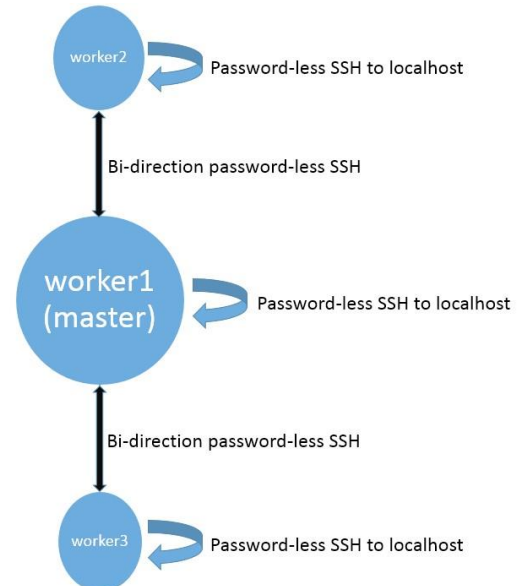 worker2
Password-less SSH to localhost
Bi-direction password-less SSH
worker1
(master)
Password-less SSH to localhost
Bi-direction password-less SSH
worker3
Password-less SSH to localhost